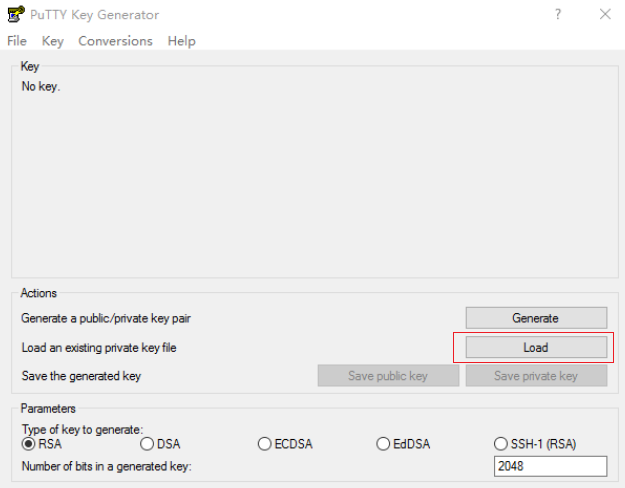 PuTTY Key Generator ? ×
File Key Conversions Help
Key
No key.
Actions
Generate a public/private key pair Generate
Load an existing private key file Load
Save the generated key Save public key Save private key
Parameters
Type of key to generate:
RSA DSA ECDSA EdDSA SSH-1 (RSA)
Number of bits in a generated key: 2048